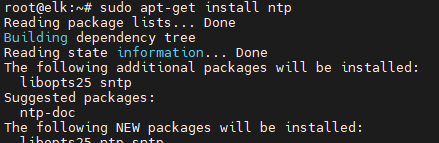 root@elk:~# sudo apt-get install ntp
Reading package lists... Done
Building dependency tree
Reading state information... Done
The following additional packages will be installed:
  libopts25 sntp
Suggested packages:
  ntp-doc
The following NEW packages will be installed:
  libopts25 ntp sntp